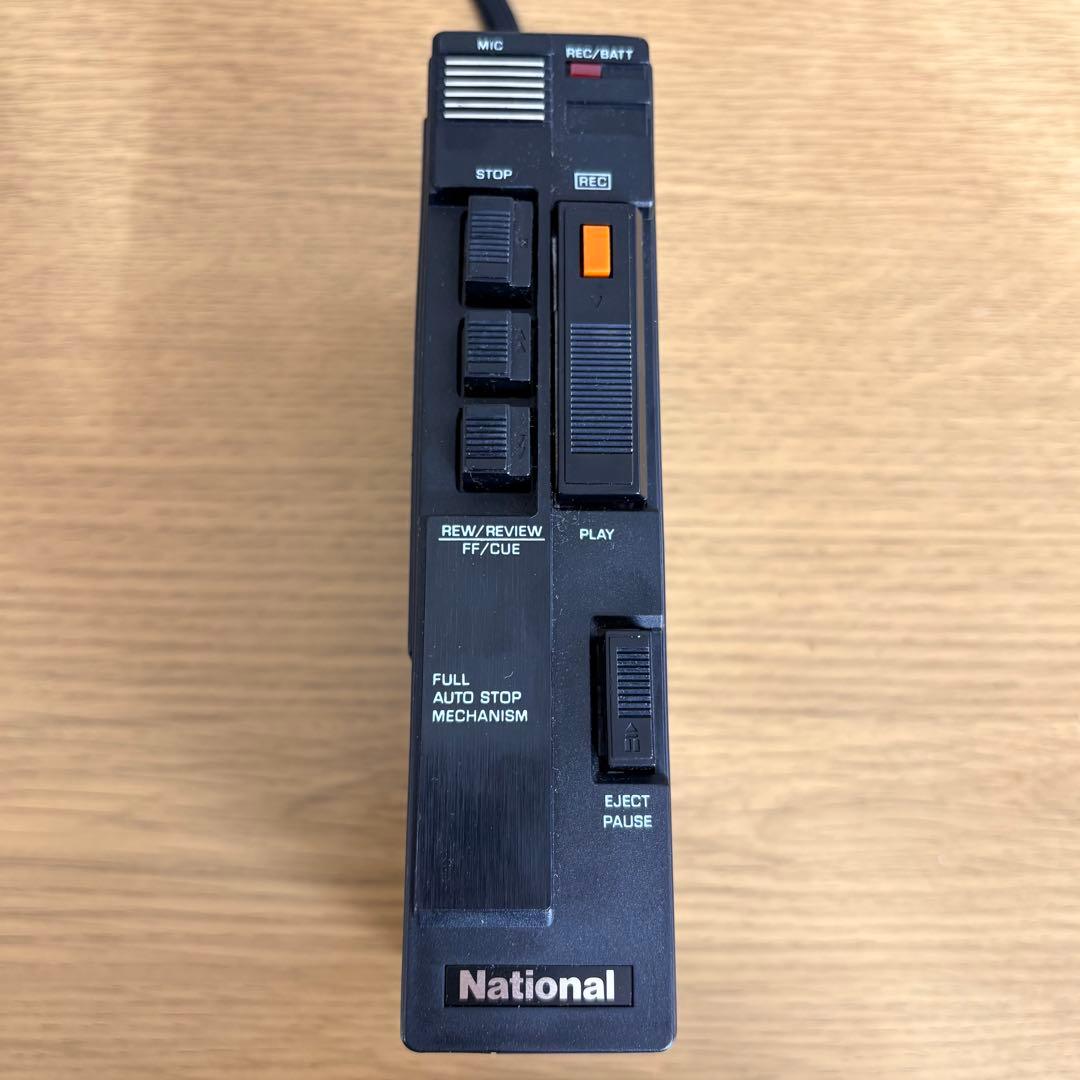 MIC
REC/BATT
STOP
REC
REW/REVIEW
FF/CUE
PLAY
FULL
AUTO STOP
MECHANISM
EJECT
PAUSE
National